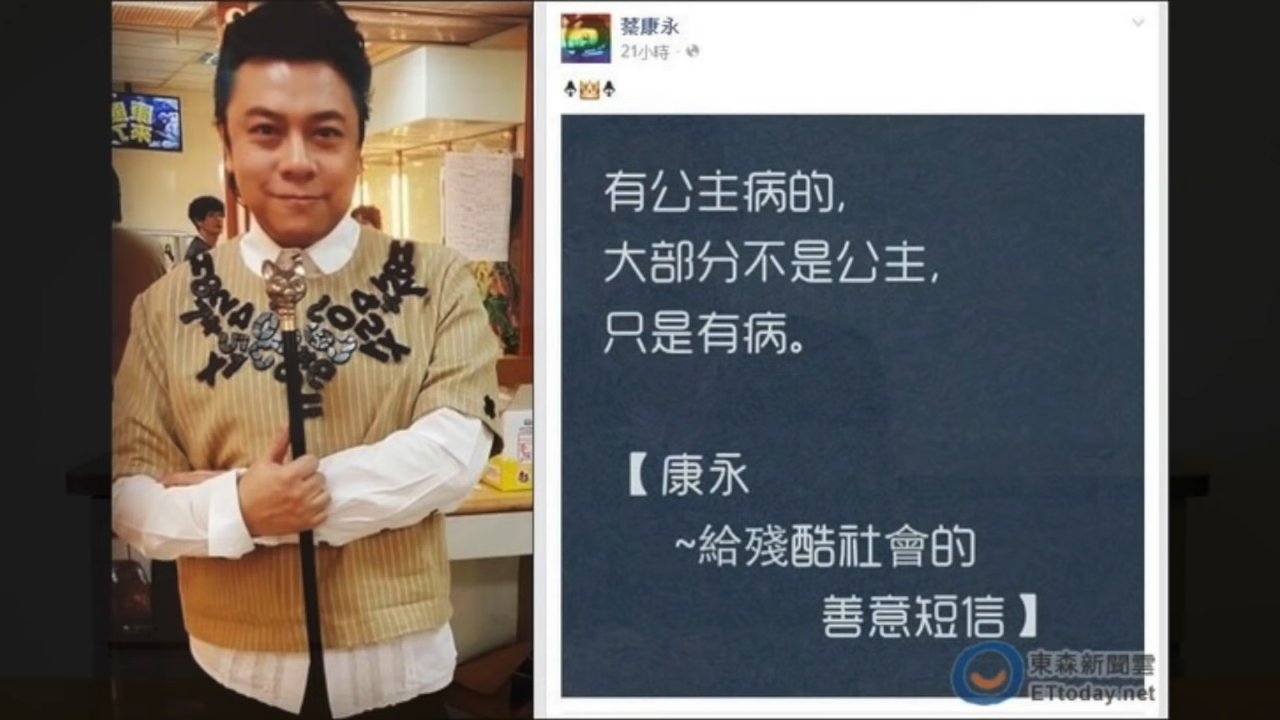 蔡康永
21小時
有公主病的,
大部分不是公主,
只是有病。
【康永
~給殘酷社會的
善意短信】
東森新聞雲
ETtoday.net